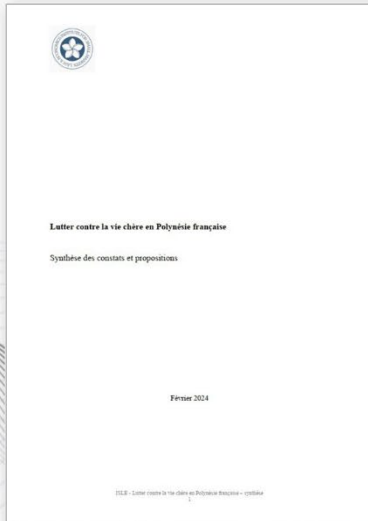 Lutter contre la vie chère en Polynésie française
Synthèse des constats et propositions
Février 2024
ISLE - Lutter contre la vie chère en Polynésie française – synthèse
1